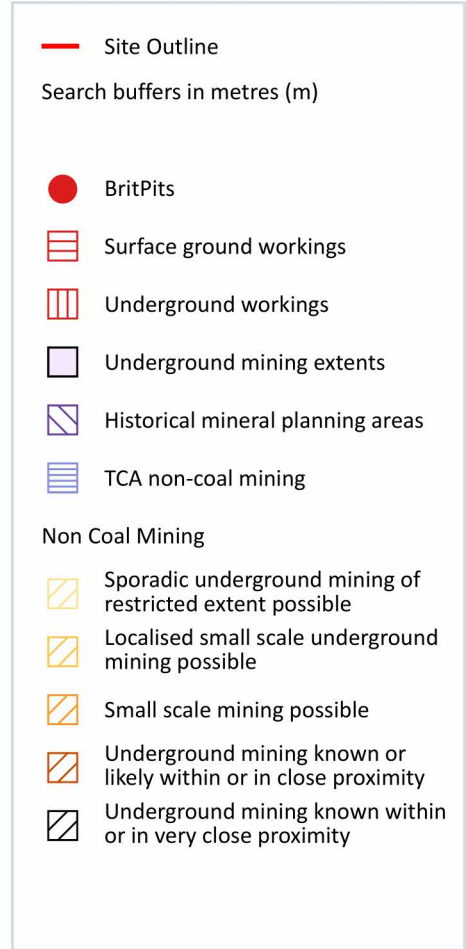 Site Outline
Search buffers in metres (m)
BritPits
Surface ground workings
Underground workings
Underground mining extents
Historical mineral planning areas
TCA non-coal mining
Non Coal Mining
Sporadic underground mining of
restricted extent possible
Localised small scale underground
mining possible
Small scale mining possible
Underground mining known or
likely within or in close proximity
Underground mining known within
or in very close proximity